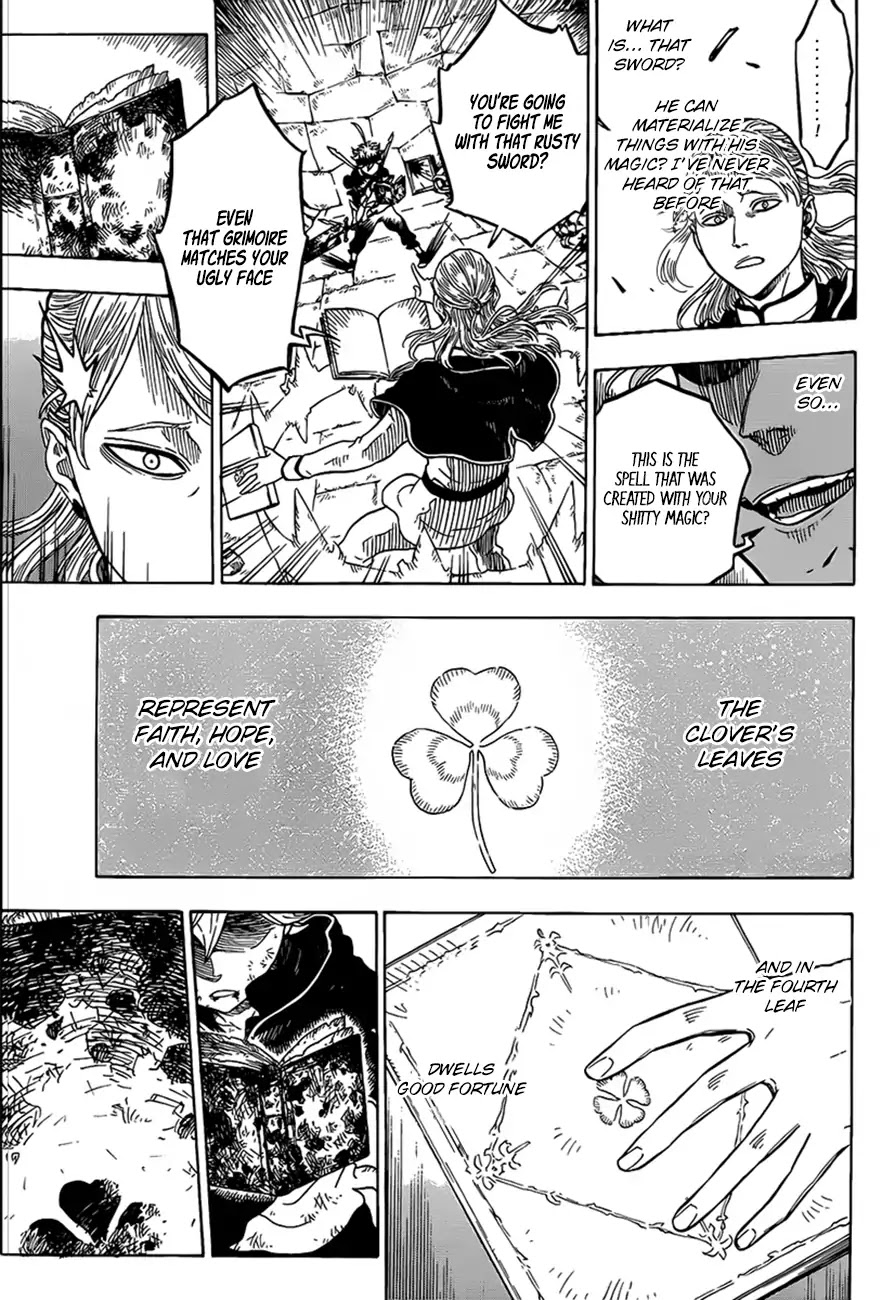 .......!
WHAT
IS... THAT
SWORD?
HE CAN
MATERIALIZE
THINGS WITH HIS
MAGIC? I'VE NEVER
HEARD OF THAT
BEFORE
EVEN
SO...
THIS IS THE
SPELL THAT WAS
CREATED WITH YOUR
SHITTY MAGIC?
YOU'RE GOING
TO FIGHT ME
WITH THAT RUSTY
SWORD?
EVEN
THAT GRIMOIRE
MATCHES YOUR
UGLY FACE
THE
CLOVER'S
LEAVES
REPRESENT
FAITH, HOPE,
AND LOVE
AND IN
THE FOURTH
LEAF
DWELLS
GOOD FORTUNE